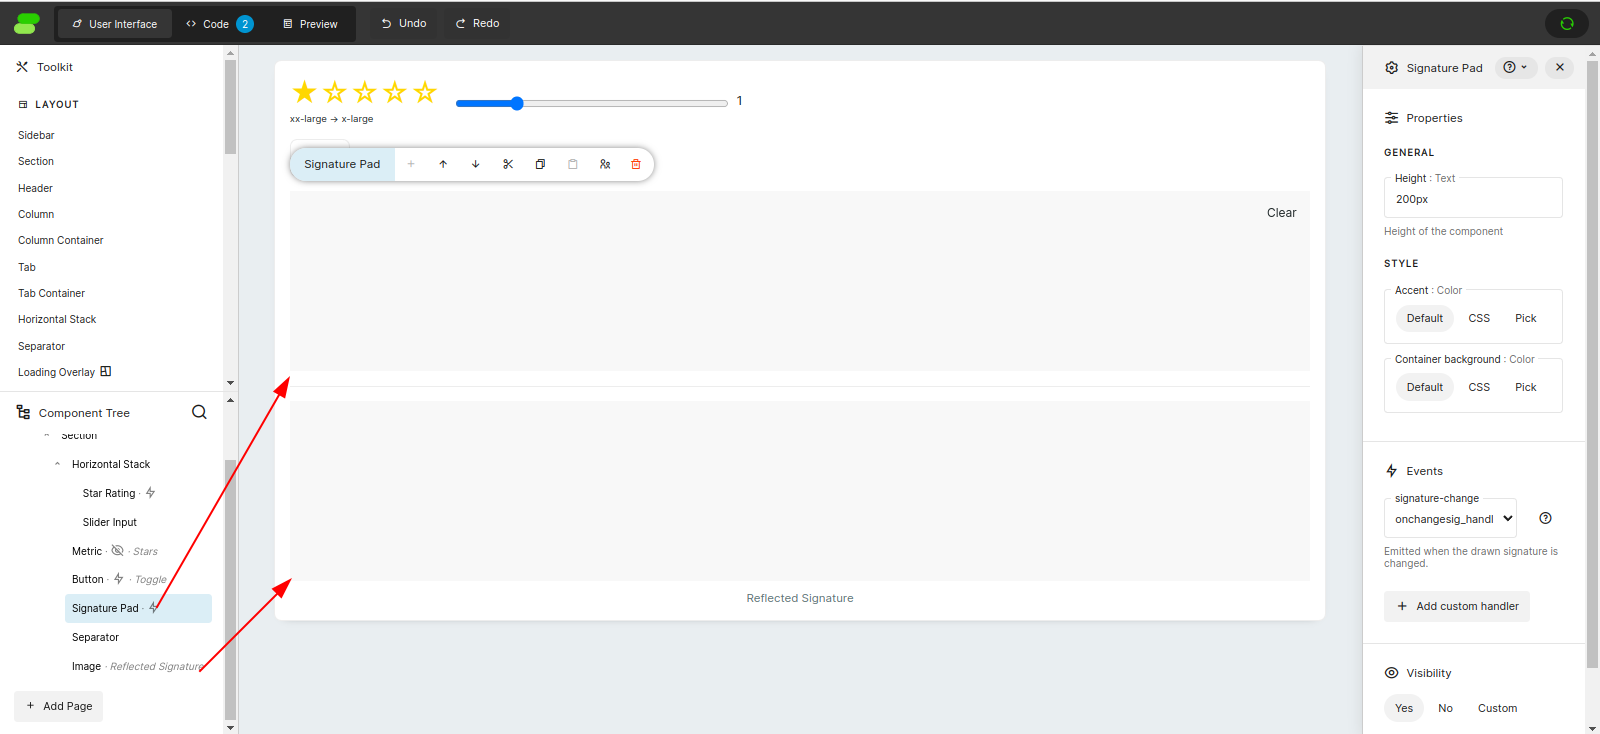 User Interface
Code 2
Preview
Undo
Redo
Toolkit
LAYOUT
Sidebar
Section
Header
Column
Column Container
Tab
Tab Container
Horizontal Stack
Separator
Loading Overlay
Component Tree
Section
Horizontal Stack
Star Rating ·
Slider Input
Metric · · Stars
Button · · Toggle
Signature Pad ·
Separator
Image · Reflected Signature
+ Add Page
1
xx-large → x-large
Signature Pad
Clear
Reflected Signature
Signature Pad
Properties
GENERAL
Height : Text
200px
Height of the component
STYLE
Accent : Color
Default CSS Pick
Container background : Color
Default CSS Pick
Events
signature-change
onchangesig_handl
Emitted when the drawn signature is
changed.
+ Add custom handler
Visibility
Yes No Custom